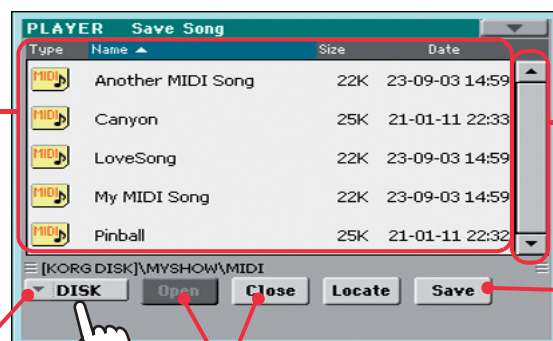 PLAYER Save Song
Type Name Size Date
MIDI Another MIDI Song 22K 23-09-03 14:59
MIDI Canyon 25K 21-01-11 22:33
MIDI LoveSong 22K 23-09-03 14:59
MIDI My MIDI Song 22K 23-09-03 14:59
MIDI Pinball 25K 21-01-11 22:32
[KORG DISK]\MYSHOW\MIDI
DISK Open Close Locate Save